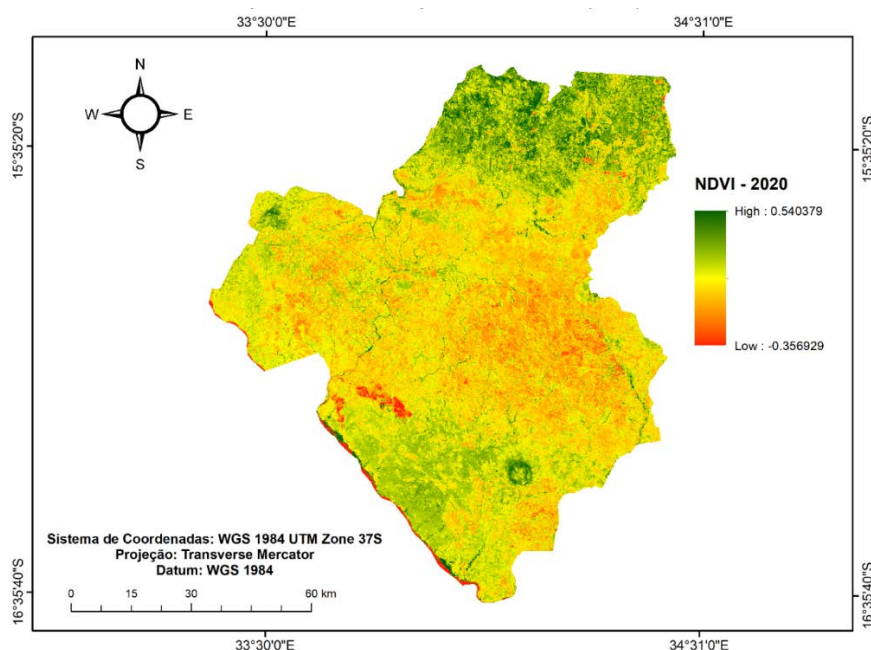 33°30'0"E
34°31'0"E
N
W
E
S
15°35'20"S
15°35'20"S
NDVI - 2020
High : 0.540379
Low : -0.356929
Sistema de Coordenadas: WGS 1984 UTM Zone 37S
Projeção: Transverse Mercator
Datum: WGS 1984
0 15 30 60 km
16°35'40"S
16°35'40"S
33°30'0"E
34°31'0"E